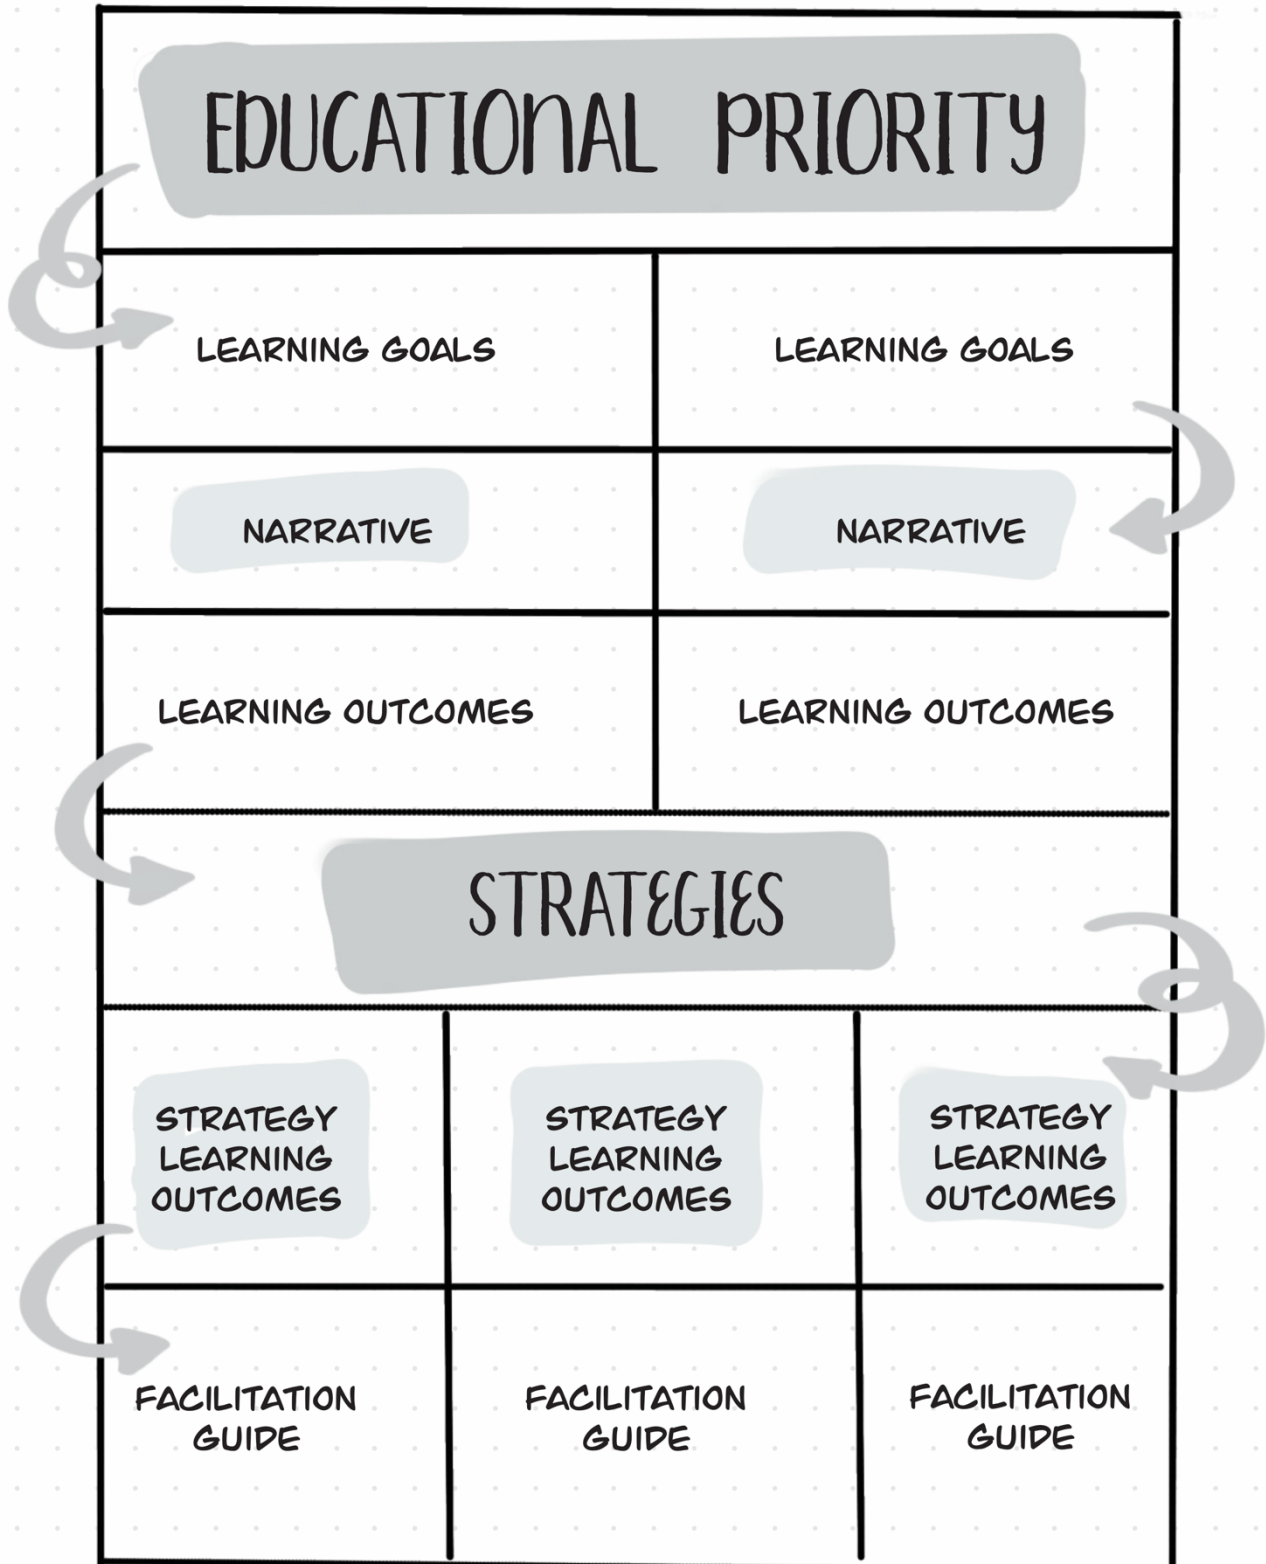 EDUCATIONAL PRIORITY
LEARNING GOALS
LEARNING GOALS
NARRATIVE
NARRATIVE
LEARNING OUTCOMES
LEARNING OUTCOMES
STRATEGIES
STRATEGY
LEARNING
OUTCOMES
STRATEGY
LEARNING
OUTCOMES
STRATEGY
LEARNING
OUTCOMES
FACILITATION
GUIDE
FACILITATION
GUIDE
FACILITATION
GUIDE